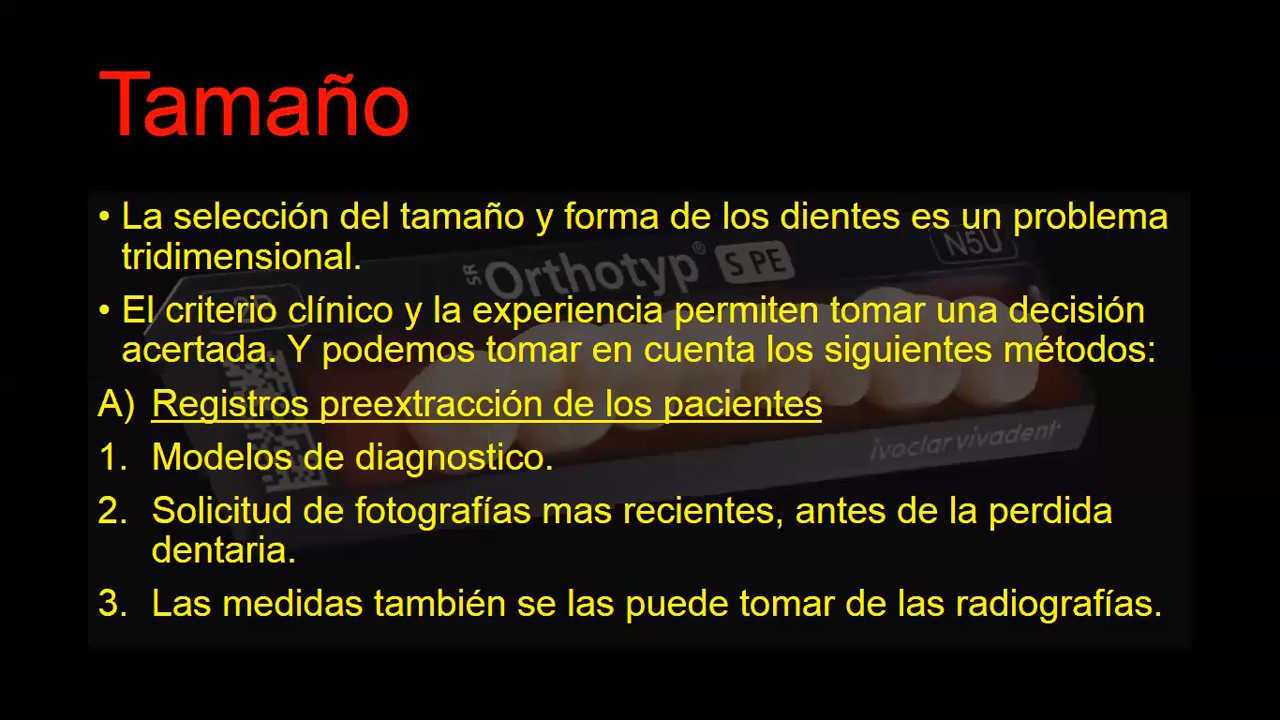 Tamaño
• La selección del tamaño y forma de los dientes es un problema
tridimensional.
SR Orthotyp® S PE
N5U
• El criterio clínico y la experiencia permiten tomar una decisión
acertada. Y podemos tomar en cuenta los siguientes métodos:
A) Registros preextracción de los pacientes
ivoclar vivadent
1. Modelos de diagnostico.
2. Solicitud de fotografías mas recientes, antes de la perdida
dentaria.
3. Las medidas también se las puede tomar de las radiografías.